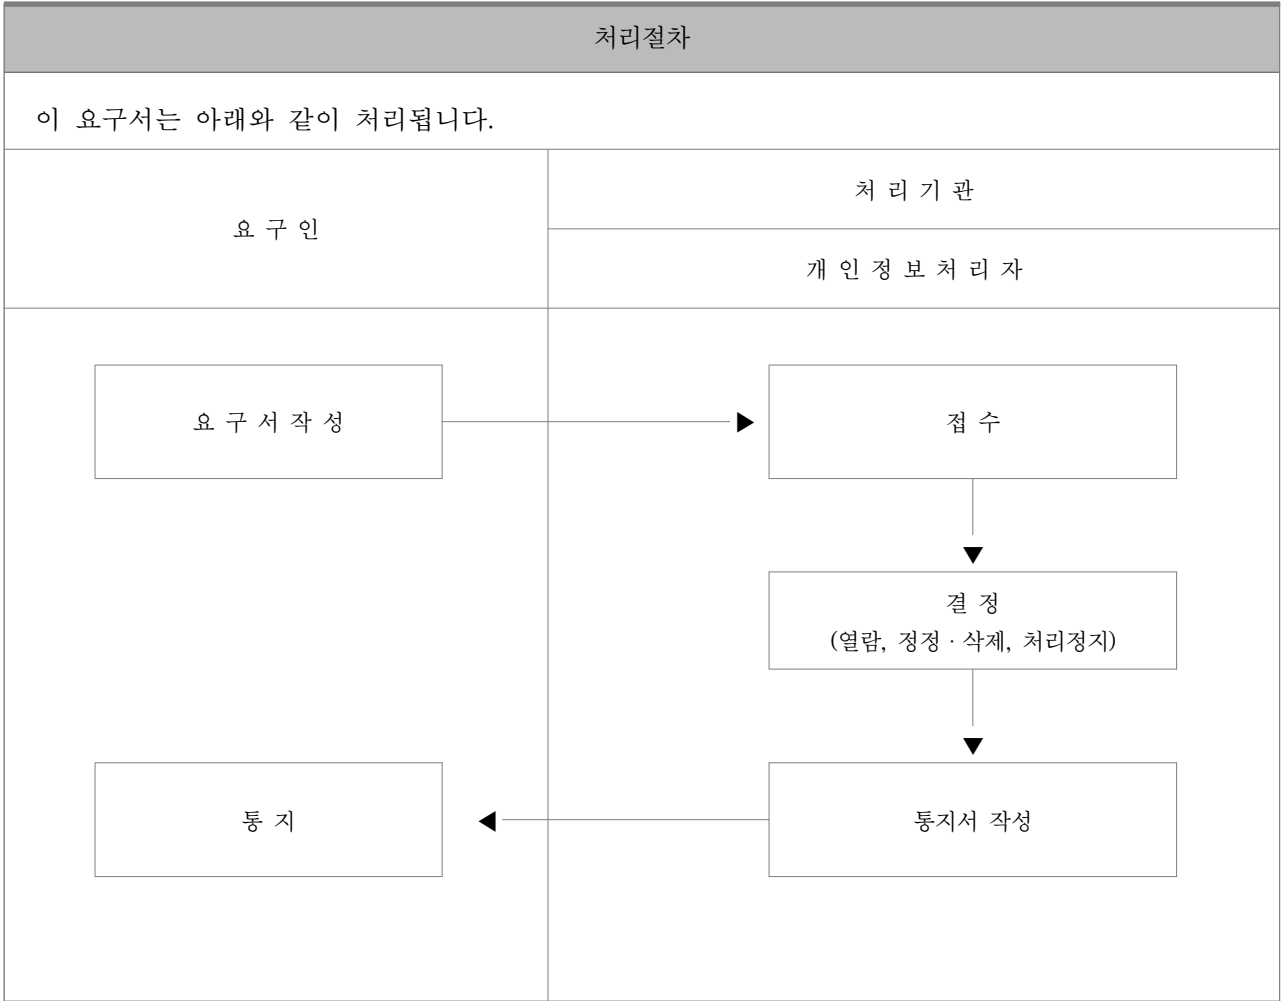 처리절차
이 요구서는 아래와 같이 처리됩니다.
요 구 인
처 리 기 관
개 인 정 보 처 리 자
요 구 서 작 성
접 수
결 정
(열람, 정정 · 삭제, 처리정지)
통 지
통지서 작성